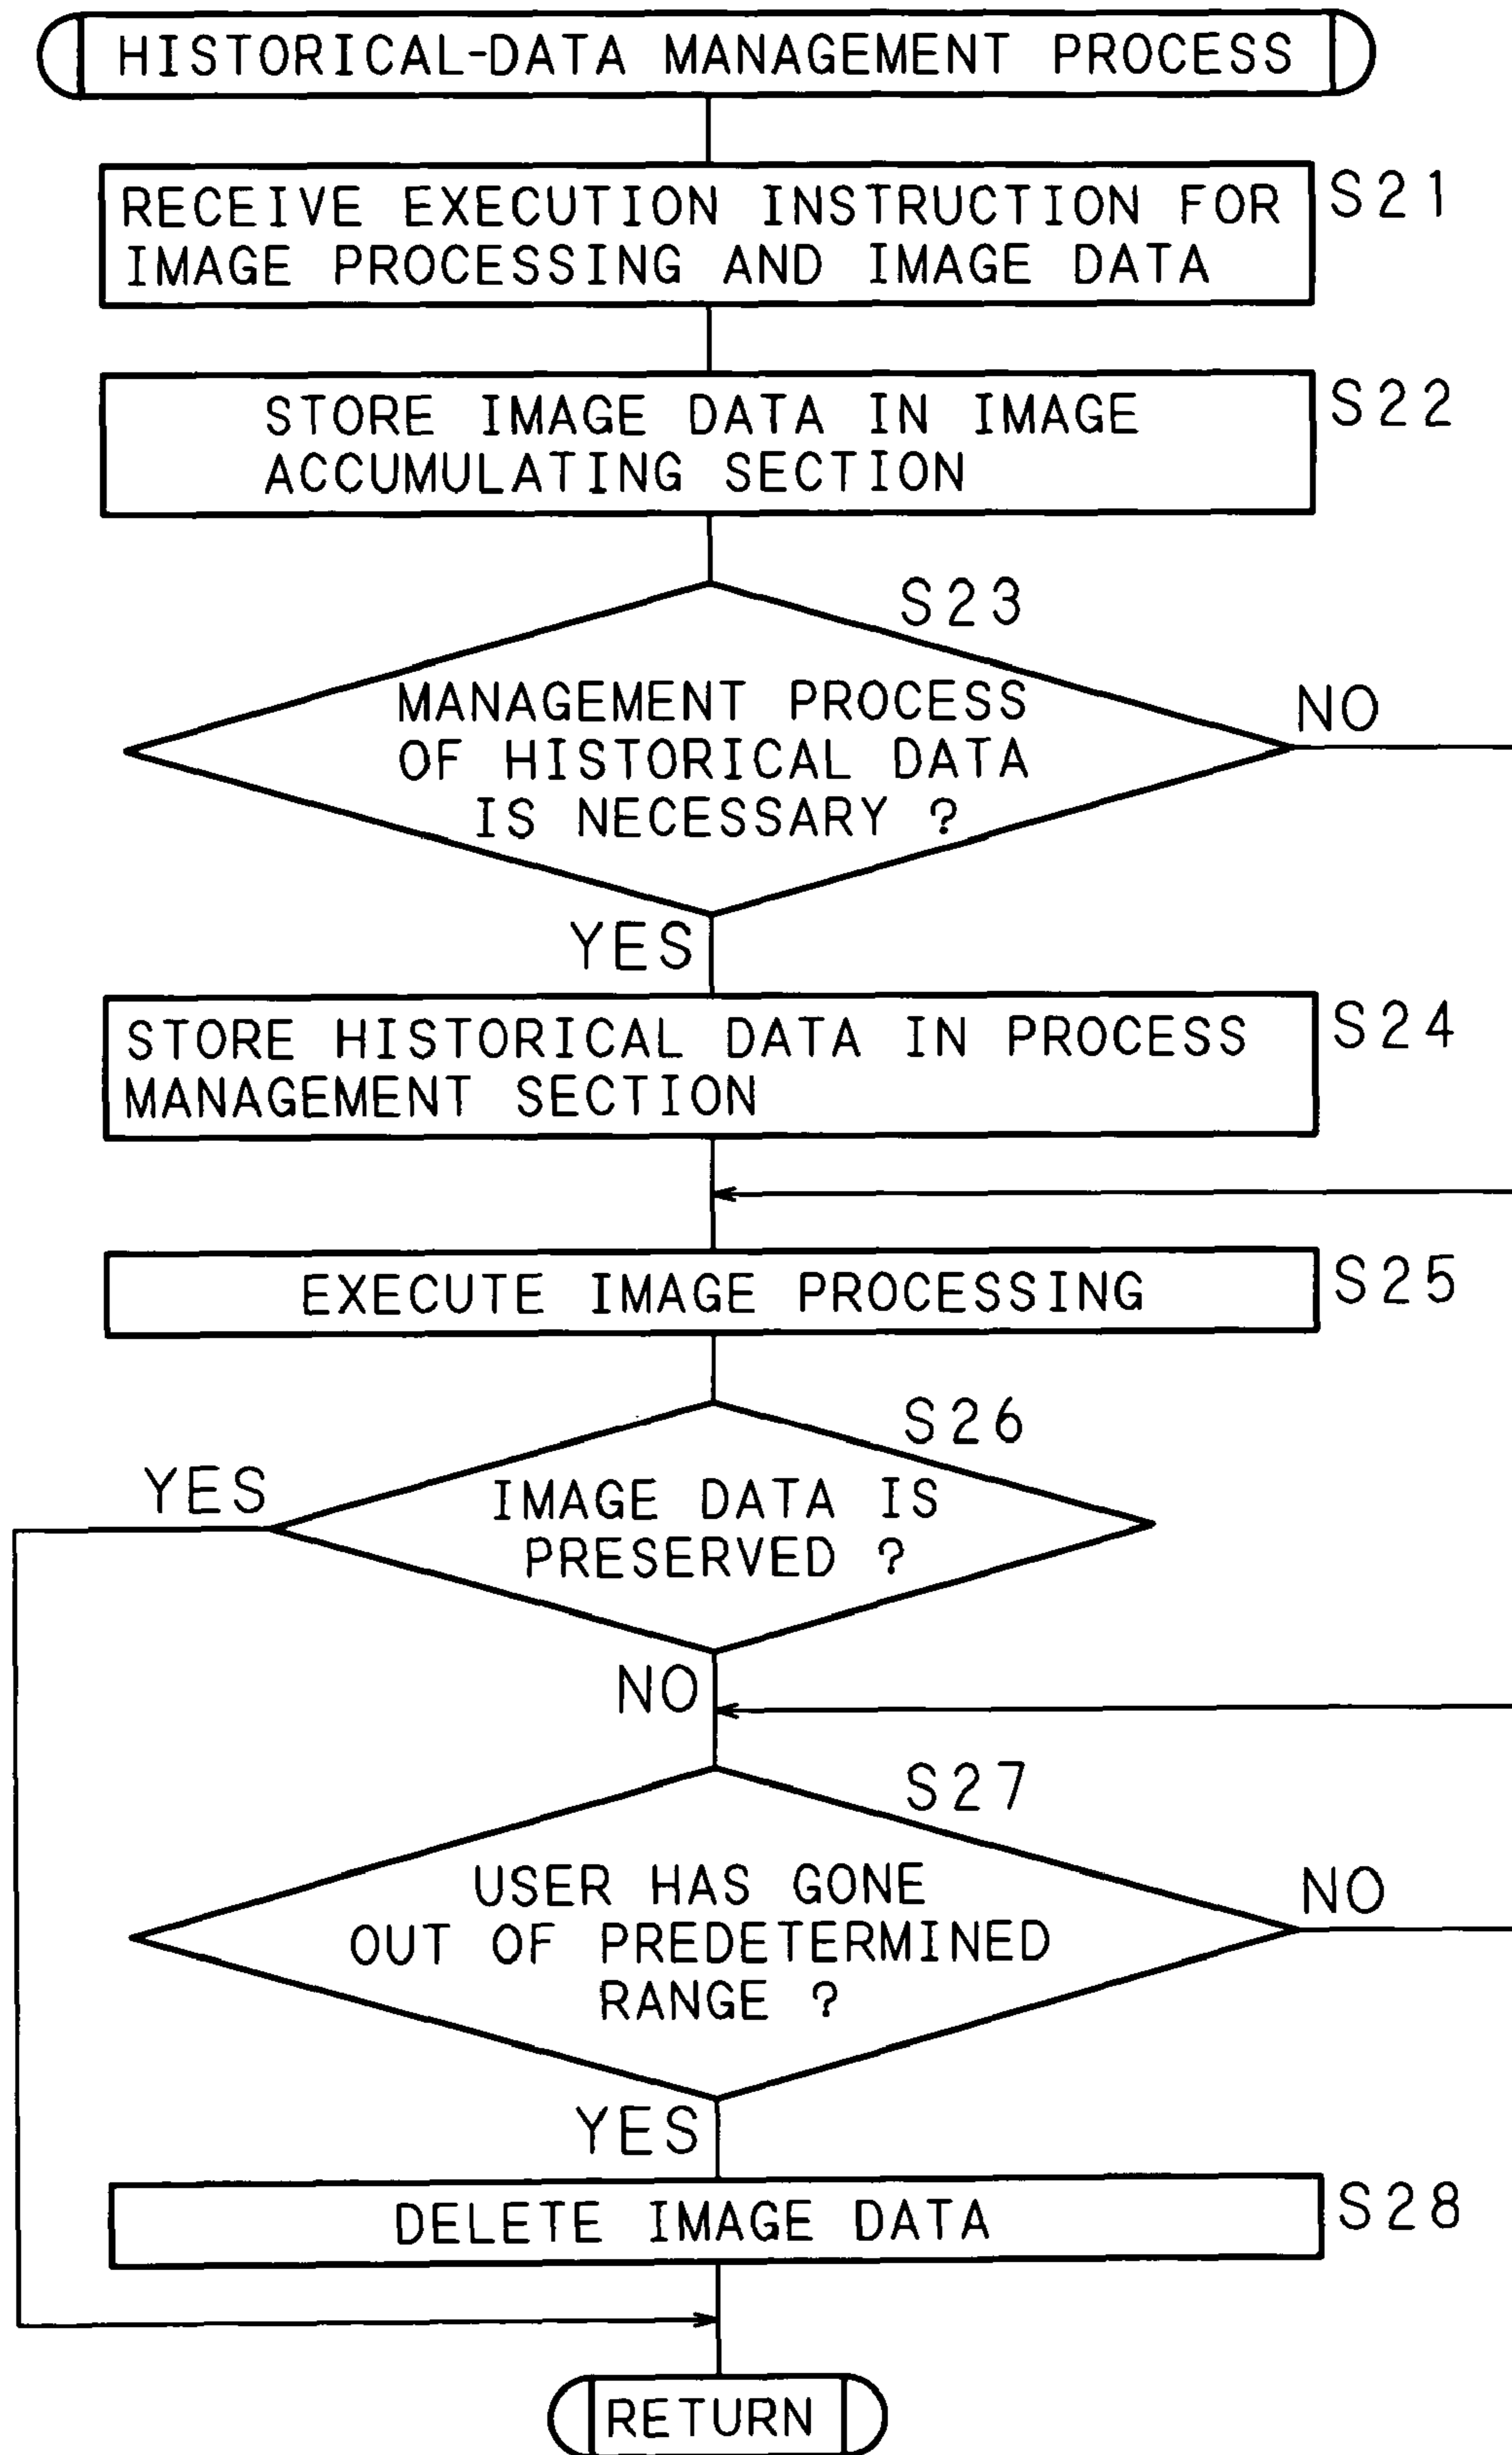 HISTORICAL-DATA MANAGEMENT PROCESS
RECEIVE EXECUTION INSTRUCTION FOR
IMAGE PROCESSING AND IMAGE DATA
S21
STORE IMAGE DATA IN IMAGE
ACCUMULATING SECTION
S22
S23
MANAGEMENT PROCESS
OF HISTORICAL DATA
IS NECESSARY ?
NO
YES
STORE HISTORICAL DATA IN PROCESS
MANAGEMENT SECTION
S24
EXECUTE IMAGE PROCESSING
S25
S26
YES
IMAGE DATA IS
PRESERVED ?
NO
S27
USER HAS GONE
OUT OF PREDETERMINED
RANGE ?
NO
YES
DELETE IMAGE DATA
S28
RETURN